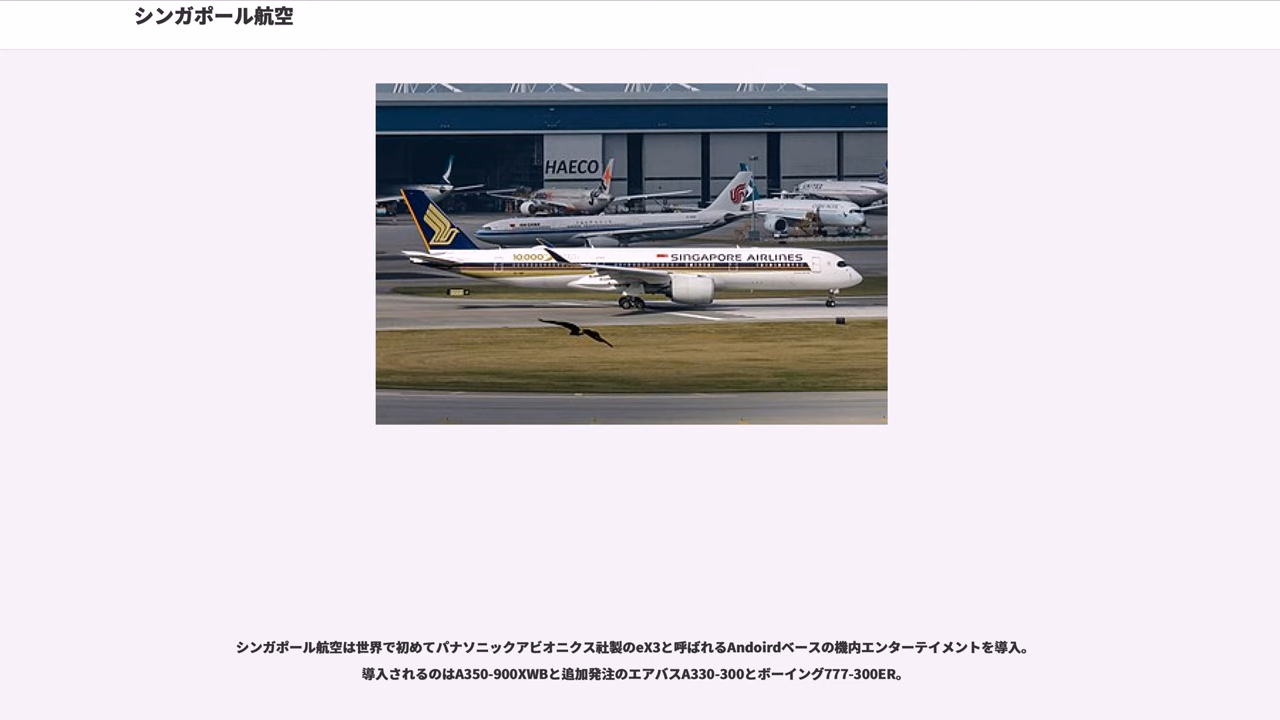 シンガポール航空
HAECO
10,000
SINGAPORE AIRLINES
シンガポール航空は世界で初めてパナソニックアビオニクス社製のeX3と呼ばれるAndoirdベースの機内エンターテイメントを導入。
導入されるのはA350-900XWBと追加発注のエアバスA330-300とボーイング777-300ER。